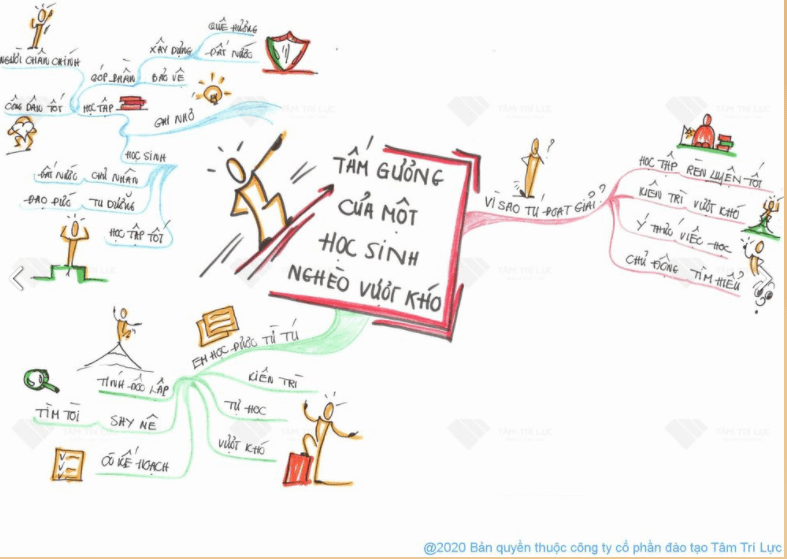 TẤM GƯƠNG
CỦA MỘT
HỌC SINH
NGHÈO VƯỢT KHÓ
VÌ SAO TÚ ĐOẠT GIẢI?
HỌC TẬP RÈN LUYỆN TỐT
KIÊN TRÌ VƯỢT KHÓ
Ý THỨC VIỆC HỌC
CHỦ ĐỘNG TÌM HIỂU
EM HỌC ĐƯỢC TỪ TÚ
KIÊN TRÌ
TỰ HỌC
VƯỢT KHÓ
TÍNH ĐỘC LẬP
TÌM TÒI SAY MÊ
CÓ KẾ HOẠCH
GHI NHỚ
HỌC TẬP
GÓP PHẦN
XÂY DỰNG
QUÊ HƯƠNG
ĐẤT NƯỚC
BẢO VỆ
NGƯỜI CHÂN CHÍNH
CÔNG DÂN TỐT
HỌC SINH
ĐẤT NƯỚC CHỦ NHÂN
ĐẠO ĐỨC TU DƯỠNG
HỌC TẬP TỐT
TÂM TRÍ LỰC
@2020 Bản quyền thuộc công ty cổ phần đào tạo Tâm Trí Lực